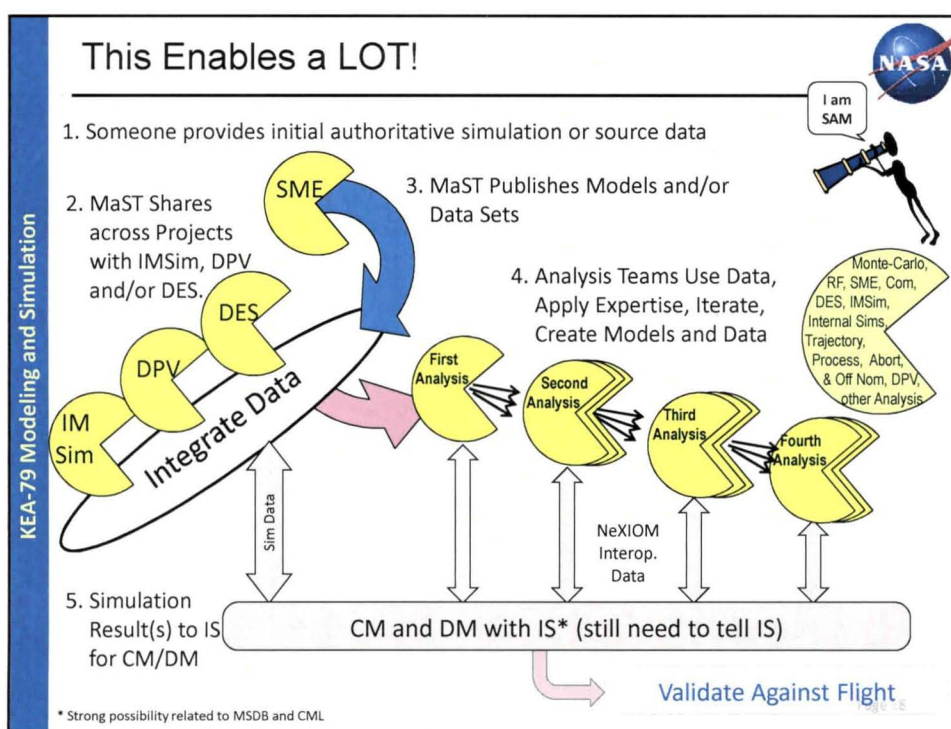 This Enables a LOT!
NASA
I am
SAM
1. Someone provides initial authoritative simulation or source data
SME
2. MaST Shares
across Projects
with IMSim, DPV
and/or DES.
3. MaST Publishes Models and/or
Data Sets
4. Analysis Teams Use Data,
Apply Expertise, Iterate,
Create Models and Data
Monte-Carlo,
RF, SME, Com,
DES, IMSim,
Internal Sims,
Trajectory,
Process, Abort,
& Off Nom, DPV,
other Analysis
DES
DPV
IM
Sim
Integrate Data
First
Analysis
Second
Analysis
Third
Analysis
Fourth
Analysis
Sim Data
NeXIOM
Interop.
Data
5. Simulation
Result(s) to IS
for CM/DM
CM and DM with IS* (still need to tell IS)
Validate Against Flight
Page 18
* Strong possibility related to MSDB and CML
KEA-79 Modeling and Simulation